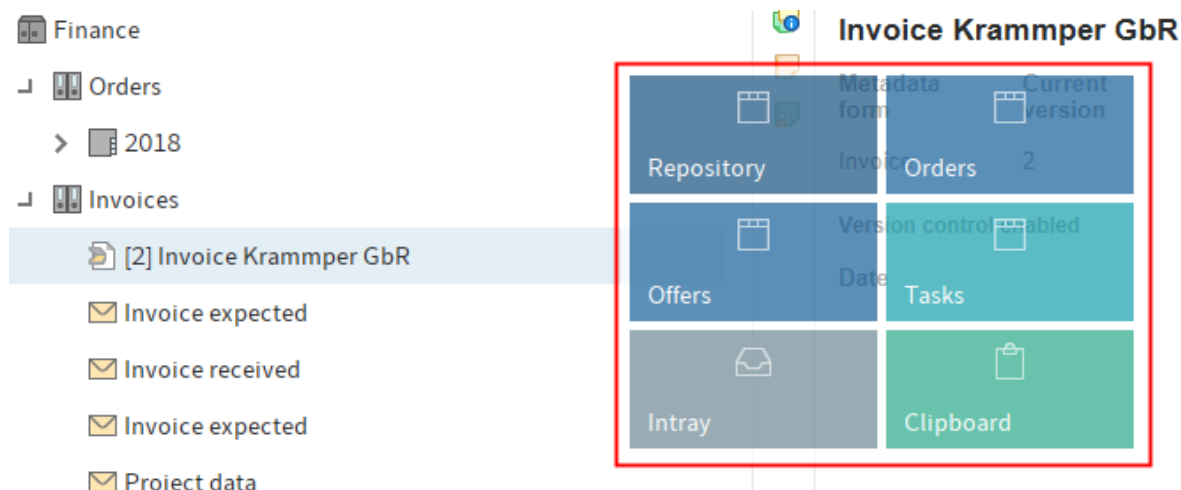 Finance
Orders
2018
Invoices
[2] Invoice Krammper GbR
Invoice expected
Invoice received
Invoice expected
Project data
Invoice Krammper GbR
Metadata form
Current version
Invoice
2
Version control enabled
Date
Repository
Orders
Offers
Tasks
Intray
Clipboard